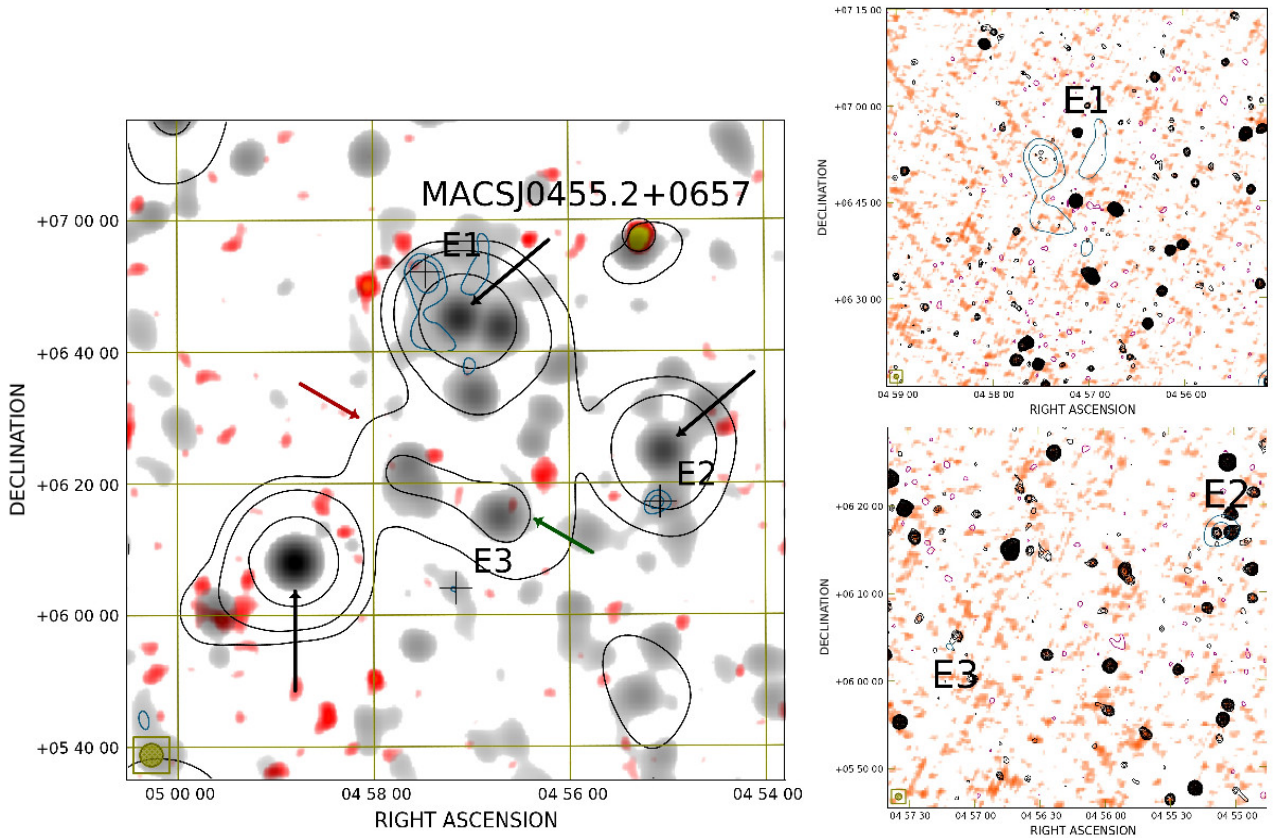 MACSJ0455.2+0657
E1
E2
E3
+07 00 00
+06 40 00
+06 20 00
+06 00 00
+05 40 00
DECLINATION
05 00 00
04 58 00
04 56 00
04 54 00
RIGHT ASCENSION
+07 15 00
+07 00 00
+06 45 00
+06 30 00
DECLINATION
E1
04 59 00
04 58 00
04 57 00
04 56 00
RIGHT ASCENSION
+06 20 00
+06 10 00
+06 00 00
+05 50 00
DECLINATION
E2
E3
04 57 30
04 57 00
04 56 30
04 56 00
04 55 30
04 55 00
RIGHT ASCENSION